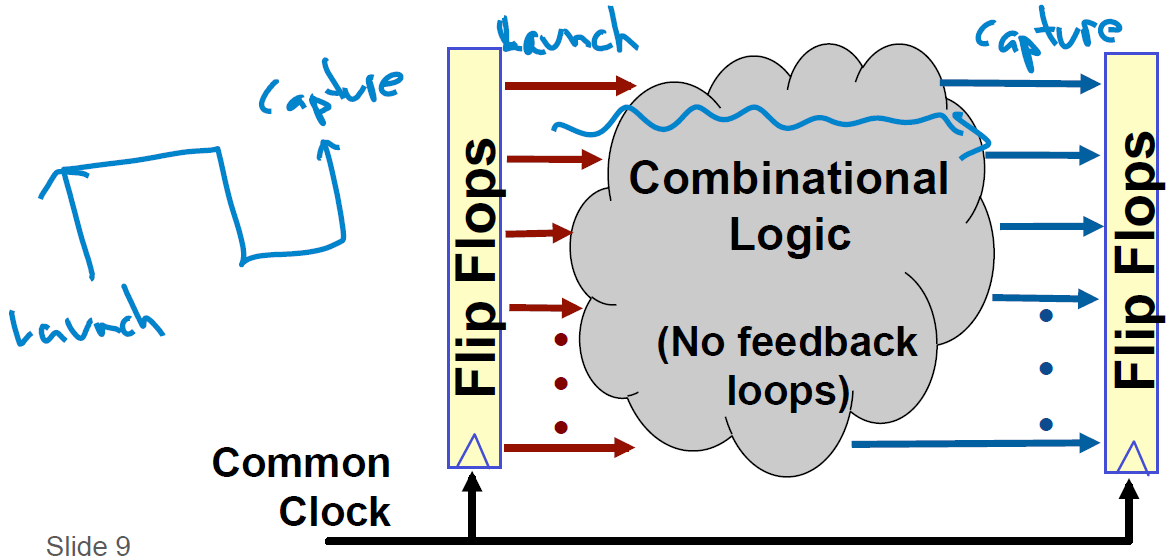 Launch
Capture
Capture
Launch
Flip Flops
Combinational
Logic
(No feedback
loops)
Flip Flops
Common
Clock
Slide 9